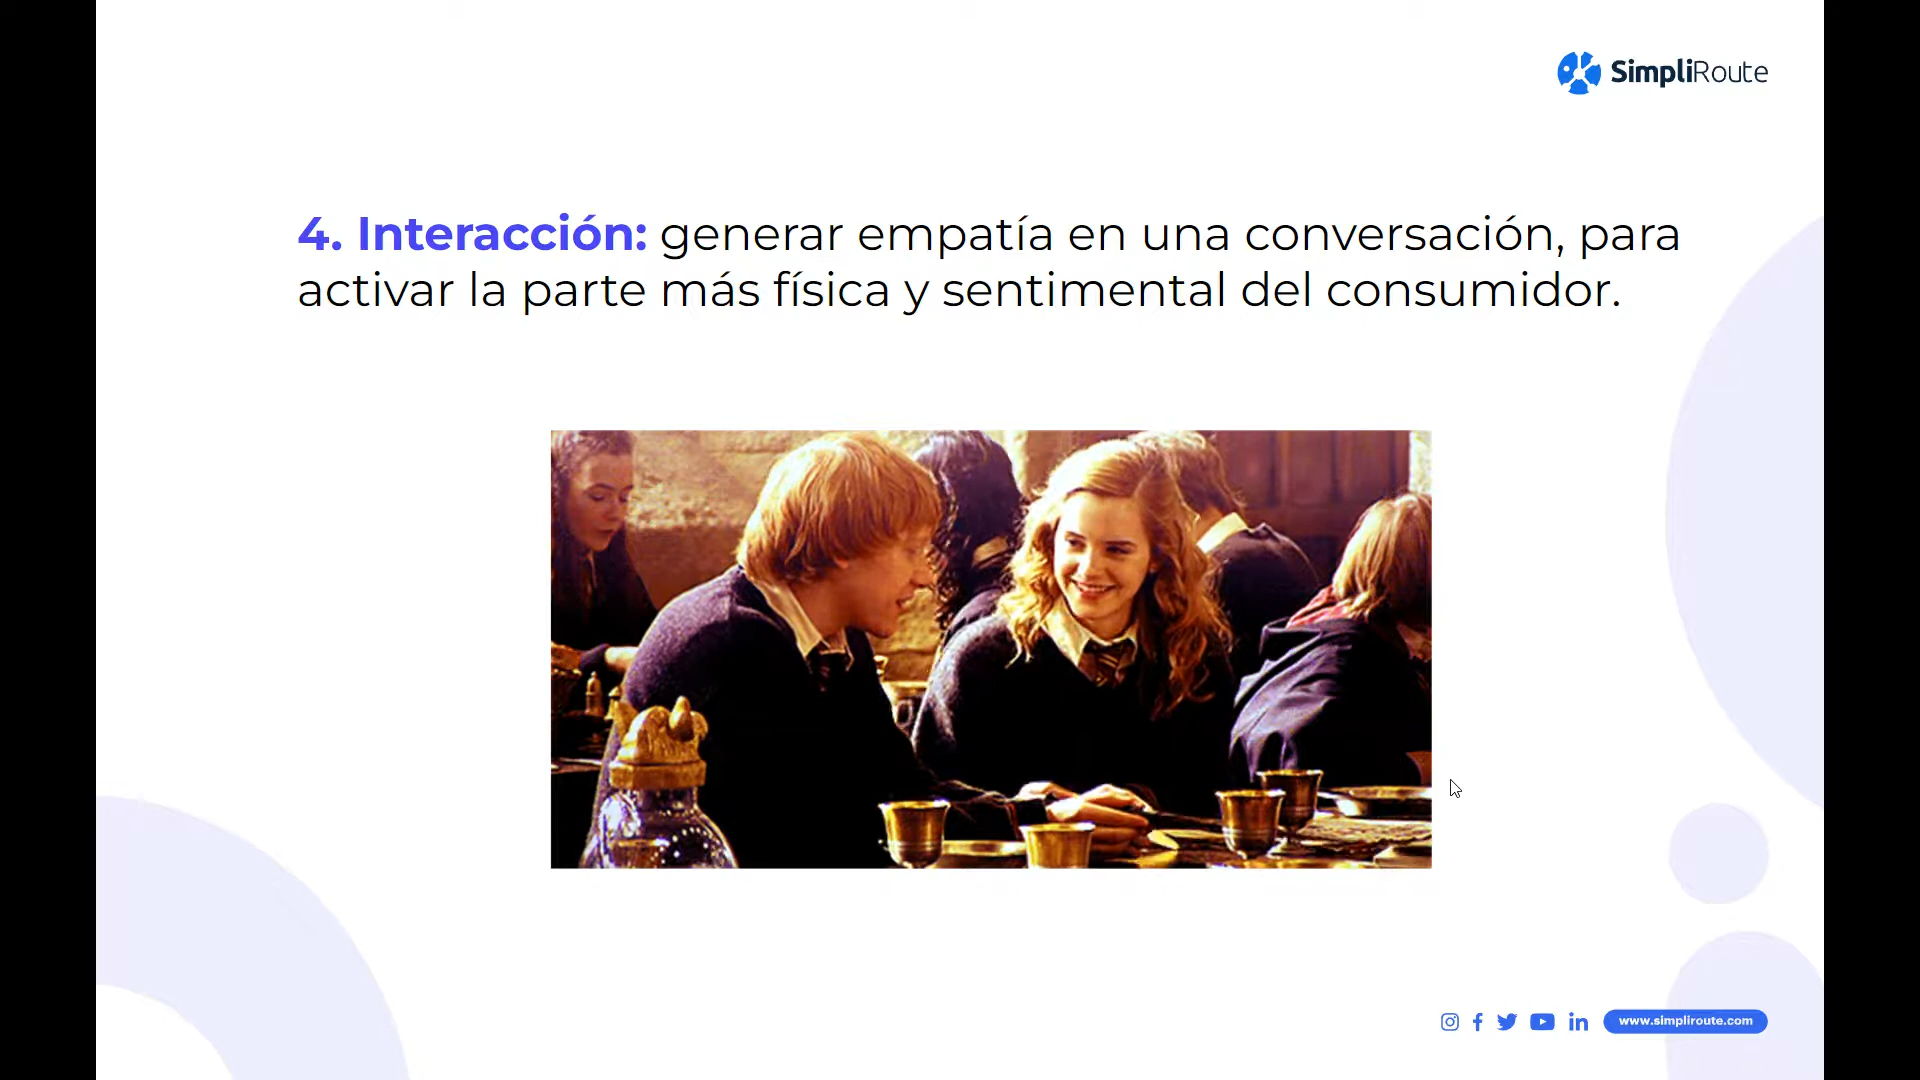 SimpliRoute
4. Interacción: generar empatía en una conversación, para
activar la parte más física y sentimental del consumidor.
www.simpliroute.com